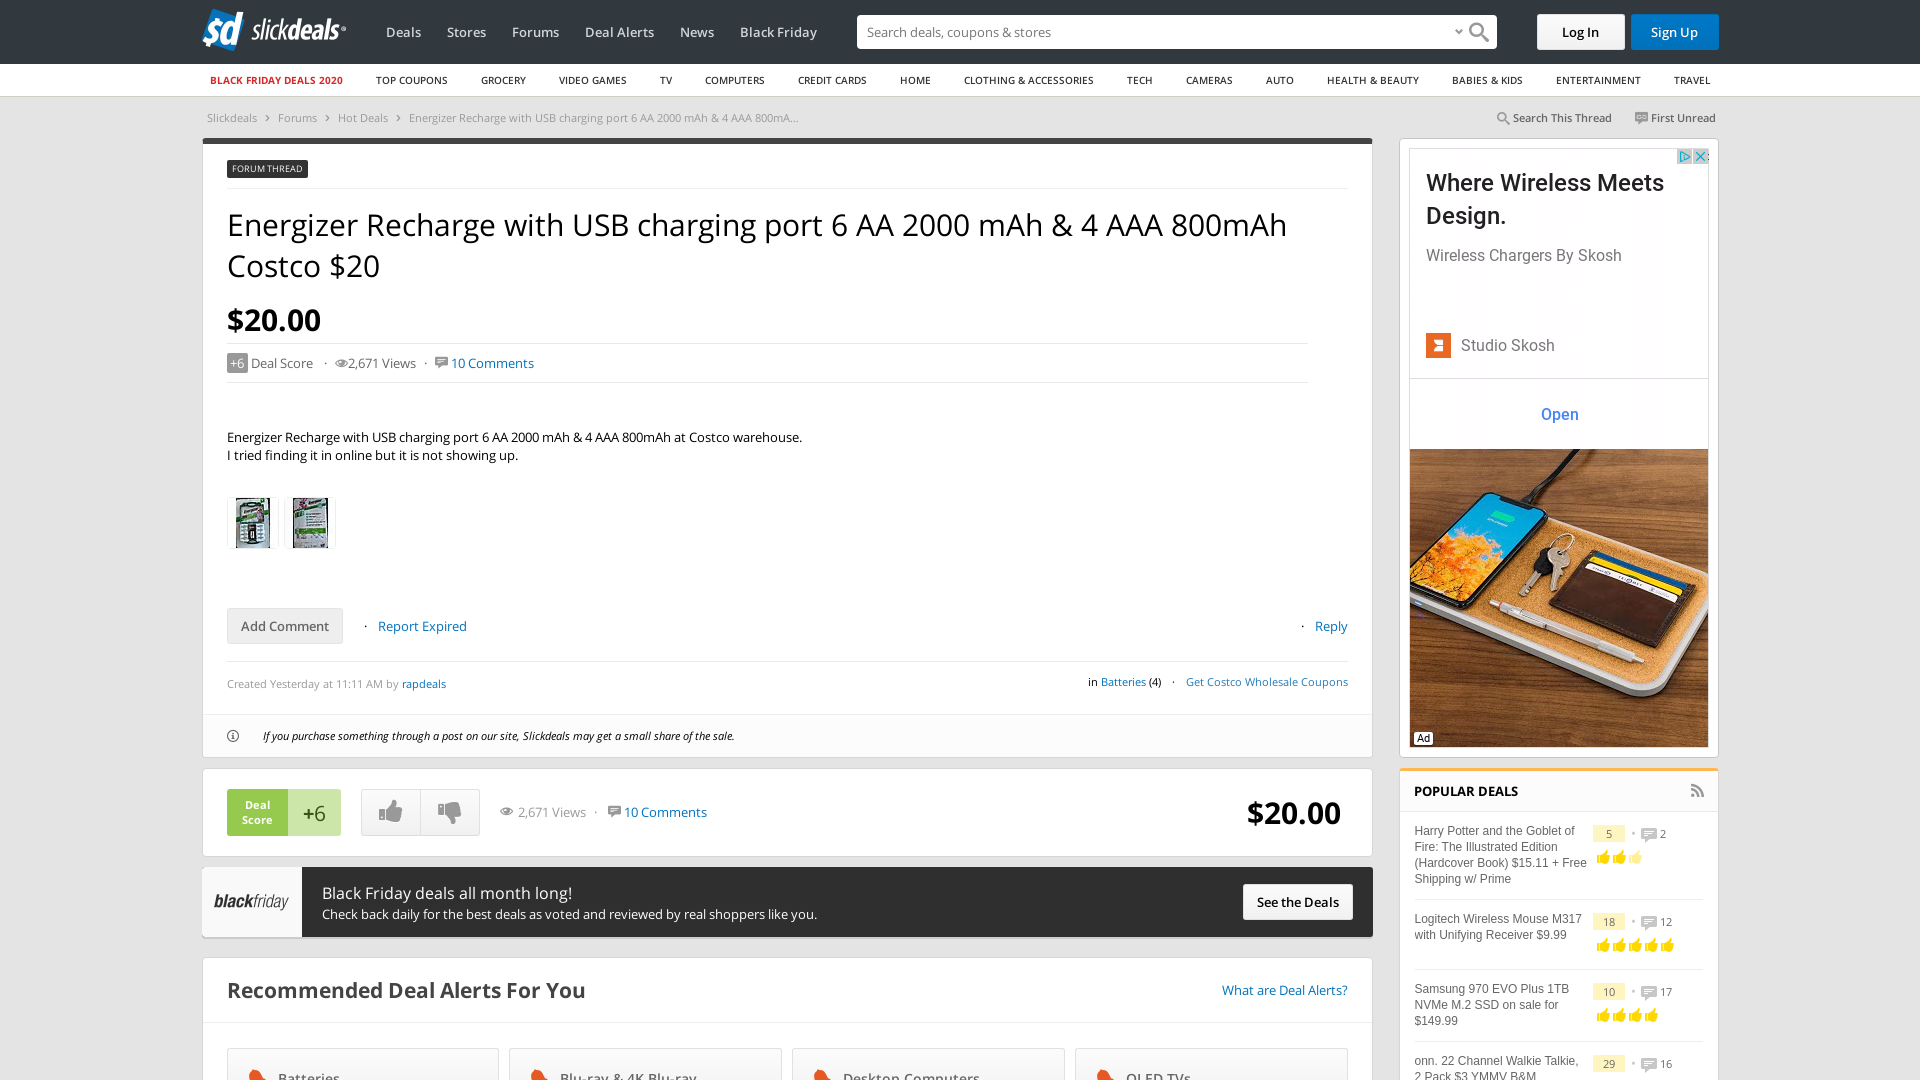 slickdeals
Deals
Stores
Forums
Deal Alerts
News
Black Friday
Search deals, coupons & stores
Log In
Sign Up
BLACK FRIDAY DEALS 2020
TOP COUPONS
GROCERY
VIDEO GAMES
TV
COMPUTERS
CREDIT CARDS
HOME
CLOTHING & ACCESSORIES
TECH
CAMERAS
AUTO
HEALTH & BEAUTY
BABIES & KIDS
ENTERTAINMENT
TRAVEL
Slickdeals › Forums › Hot Deals › Energizer Recharge with USB charging port 6 AA 2000 mAh & 4 AAA 800mA...
Search This Thread
First Unread
FORUM THREAD
Energizer Recharge with USB charging port 6 AA 2000 mAh & 4 AAA 800mAh
Costco $20
$20.00
+6 Deal Score · 2,671 Views · 10 Comments
Energizer Recharge with USB charging port 6 AA 2000 mAh & 4 AAA 800mAh at Costco warehouse.
I tried finding it in online but it is not showing up.
Add Comment · Report Expired
· Reply
Created Yesterday at 11:11 AM by rapdeals
in Batteries (4) · Get Costco Wholesale Coupons
If you purchase something through a post on our site, Slickdeals may get a small share of the sale.
Deal
Score
+6
2,671 Views · 10 Comments
$20.00
blackfriday
Black Friday deals all month long!
Check back daily for the best deals as voted and reviewed by real shoppers like you.
See the Deals
Recommended Deal Alerts For You
What are Deal Alerts?
Batteries
Blu-ray & 4K Blu-ray
Desktop Computers
OLED TVs
Where Wireless Meets
Design.
Wireless Chargers By Skosh
Studio Skosh
Open
Ad
POPULAR DEALS
Harry Potter and the Goblet of
Fire: The Illustrated Edition
(Hardcover Book) $15.11 + Free
Shipping w/ Prime
5 • 2
Logitech Wireless Mouse M317
with Unifying Receiver $9.99
18 • 12
Samsung 970 EVO Plus 1TB
NVMe M.2 SSD on sale for
$149.99
10 • 17
onn. 22 Channel Walkie Talkie,
2 Pack $3 YMMV B&M
29 • 16